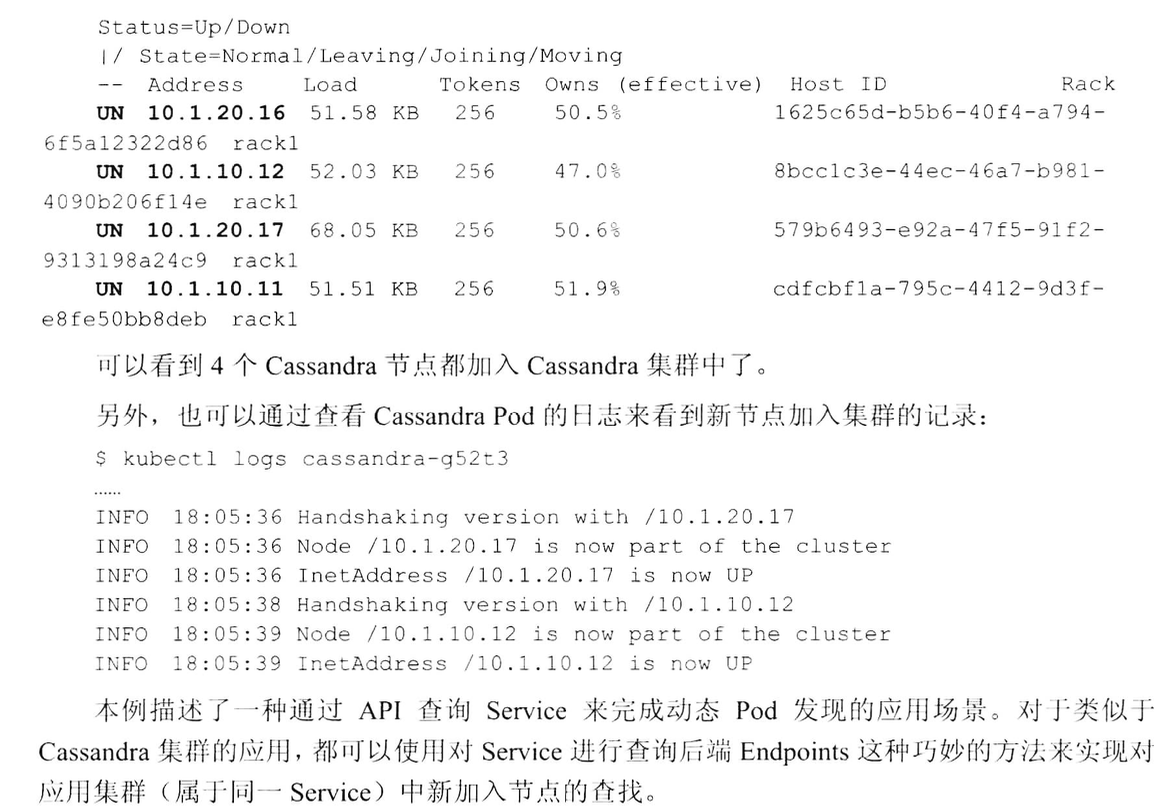 Status=Up/Down
|/ State=Normal/Leaving/Joining/Moving
-- Address Load Tokens Owns (effective) Host ID Rack
UN 10.1.20.16 51.58 KB 256 50.5% 1625c65d-b5b6-40f4-a794-
6f5a12322d86 rack1
UN 10.1.10.12 52.03 KB 256 47.0% 8bcc1c3e-44ec-46a7-b981-
4090b206f14e rack1
UN 10.1.20.17 68.05 KB 256 50.6% 579b6493-e92a-47f5-91f2-
9313198a24c9 rack1
UN 10.1.10.11 51.51 KB 256 51.9% cdfcbf1a-795c-4412-9d3f-
e8fe50bb8deb rack1
可以看到 4 个 Cassandra 节点都加入 Cassandra 集群中了。
另外，也可以通过查看 Cassandra Pod 的日志来看到新节点加入集群的记录：
$ kubectl logs cassandra-g52t3
……
INFO 18:05:36 Handshaking version with /10.1.20.17
INFO 18:05:36 Node /10.1.20.17 is now part of the cluster
INFO 18:05:36 InetAddress /10.1.20.17 is now UP
INFO 18:05:38 Handshaking version with /10.1.10.12
INFO 18:05:39 Node /10.1.10.12 is now part of the cluster
INFO 18:05:39 InetAddress /10.1.10.12 is now UP
本例描述了一种通过 API 查询 Service 来完成动态 Pod 发现的应用场景。对于类似于
Cassandra 集群的应用，都可以使用对 Service 进行查询后端 Endpoints 这种巧妙的方法来实现对
应用集群（属于同一 Service）中新加入节点的查找。